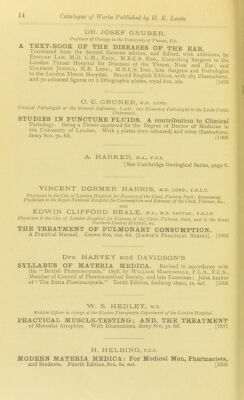 14 Catalogue of Works Published by H. K. Lewis.
DR. JOSEF GRUBER.
Professor of Otology in the University of Vienna, Etc.
A TEXT-BOOK OF THE DISEASES OF THE EAR.
Translated from the Second German edition, and Edited, with additions, by
EDWARD LAW, M.D., C.M. EDIN., M.R.C.S. ENG., Consulting Surgeon to the
London Throat Hospital for Diseases of the Throat, Nose and Ear; and
COLEMAN JEWELL, M.B. LOND., M.R.C.S. ENG., late Surgeon and Pathologist
to the London Throat Hospital. Second English Edition, with 165 Illustrations,
and 70 coloured figures on 2 lithographic plates, royal 8vo, 28s. [1893
O. C. GRUNER, M.D. LOND.
Clinical Pathologist at the General Infirmary, Leeds; late Honorary Pathologist to the Leeds Public
Dispensary.
STUDIES IN PUNCTURE FLUIDS. A contribution to Clinical
Pathology. Being a Thesis approved for the Degree of Doctor of Medicine in
the University of London. With 5 plates (two coloured) and other illustrations,
demy 8vo, 7s. 6d. [1908
A. HARKER, M.A., F.R.S.
[See Cambridge Geological Series, page 6.
VINCENT DORMER HARRIS, M.D. LOND., F.R.C.P.
Physician to the City of London Hospital for Diseases of the Chest, Victoria Park; Examining
Physician to the Royal National Hospital for Consumption and Diseases of the Chest, Ventnor, &c.,
AND
EDWIN CLIFFORD BEALE, M.A., M.B. CANTAB., F.R.C.P.
Physician to the City of London Hospital for Diseases of the Chest, Victoria Park, and to the Great
Northern Central Hospital, etc.
THE TREATMENT OF PULMONARY CONSUMPTION.
A Practical Manual. Crown 8vo, 10s. 6d. [LEWIS'S PRACTICAL SERIES]. [1895
Drs. HARVEY and DAVIDSON'S
SYLLABUS OF MATERIA MEDICA. Revised in accordance with
the "British Pharmacopœia," 1898, by WILLIAM MARTINDALE, F.L.S., F.C.S.,
Member of Council of Pharmaceutical Society, and late Examiner; Joint Author
of "The Extra Pharmacopœia." Tenth Edition, fcap. 16mo, 1s. net. [1898
W. S. HEDLEY, M.D.
Medical Officer in charge of the Electro-Therapeutic Department of the London Hospital.
PRACTICAL MUSCLE-TESTING; AND, THE TREATMENT
of Muscular Atrophies. With Illustrations, demy 8vo, 3s. 6d. [1897
H. HELBING, F.C.S.
MODERN MATERIA MEDICA: For Medical Men, Pharmacists,
and Students. Fourth Edition, 8vo, 8s. net. [1895